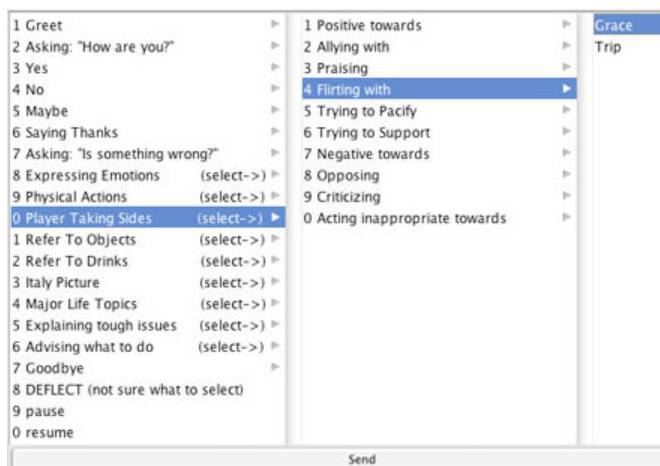 1 Greet
2 Asking: "How are you?"
3 Yes
4 No
5 Maybe
6 Saying Thanks
7 Asking: "Is something wrong?"
8 Expressing Emotions (select->)
9 Physical Actions (select->)
0 Player Taking Sides (select->)
1 Refer To Objects (select->)
2 Refer To Drinks (select->)
3 Italy Picture (select->)
4 Major Life Topics (select->)
5 Explaining tough issues (select->)
6 Advising what to do (select->)
7 Goodbye
8 DEFLECT (not sure what to select)
9 pause
0 resume
1 Positive towards
2 Allying with
3 Praising
4 Flirting with
5 Trying to Pacify
6 Trying to Support
7 Negative towards
8 Opposing
9 Criticizing
0 Acting inappropriate towards
Grace
Trip
Send